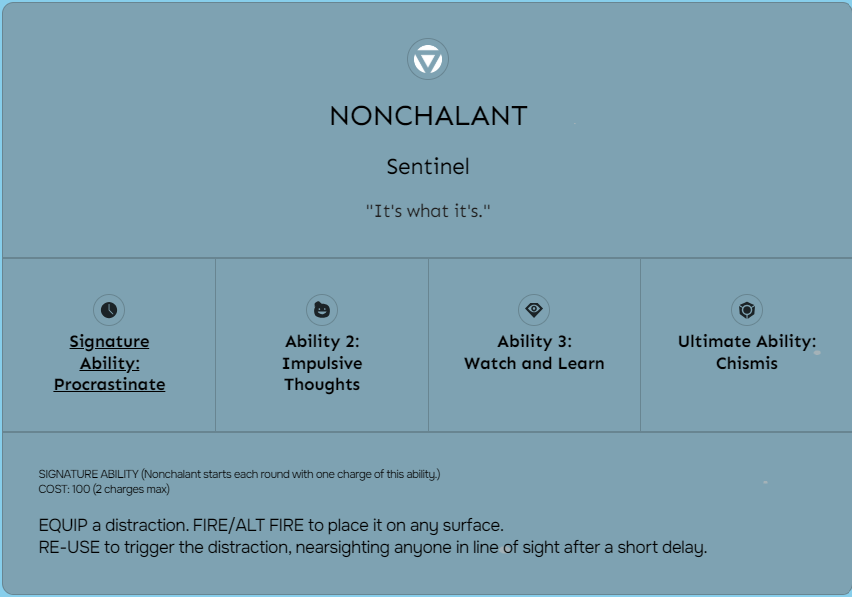 NONCHALANT
Sentinel
"It's what it's."
Signature
Ability:
Procrastinate
Ability 2:
Impulsive
Thoughts
Ability 3:
Watch and Learn
Ultimate Ability:
Chismis
SIGNATURE ABILITY (Nonchalant starts each round with one charge of this ability.)
COST: 100 (2 charges max)
EQUIP a distraction. FIRE/ALT FIRE to place it on any surface.
RE-USE to trigger the distraction, nearsighting anyone in line of sight after a short delay.